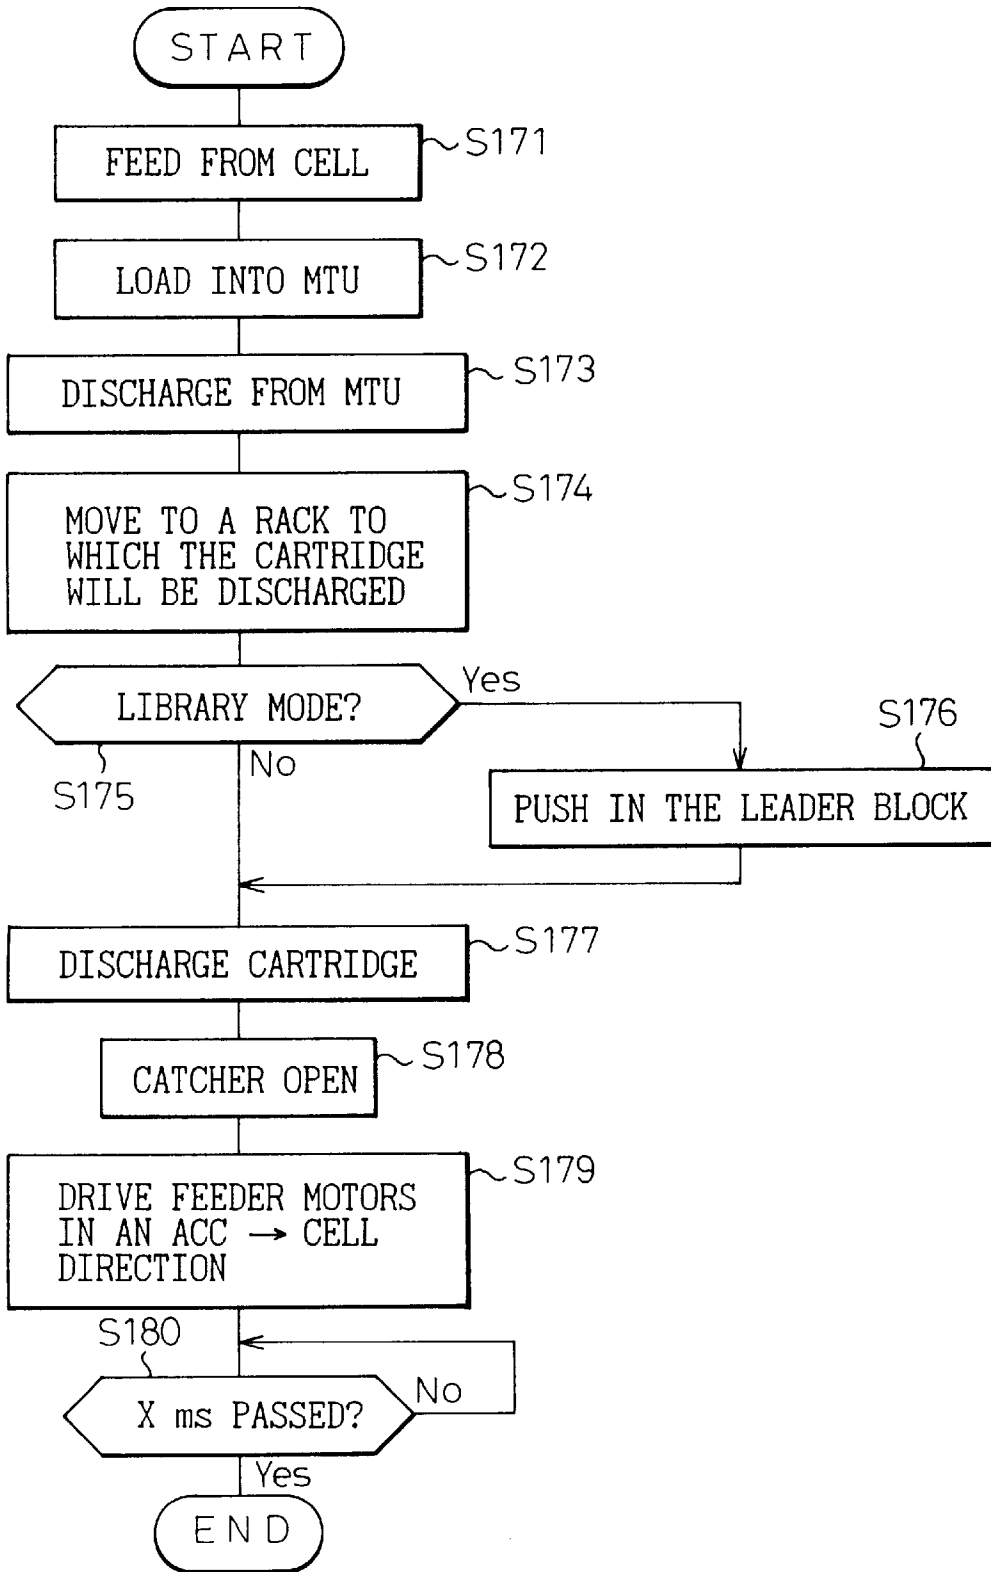 START
FEED FROM CELL
S171
LOAD INTO MTU
S172
DISCHARGE FROM MTU
S173
MOVE TO A RACK TO
WHICH THE CARTRIDGE
WILL BE DISCHARGED
S174
LIBRARY MODE?
Yes
S175
No
S176
PUSH IN THE LEADER BLOCK
DISCHARGE CARTRIDGE
S177
CATCHER OPEN
S178
DRIVE FEEDER MOTORS
IN AN ACC → CELL
DIRECTION
S179
S180
X ms PASSED?
No
Yes
END